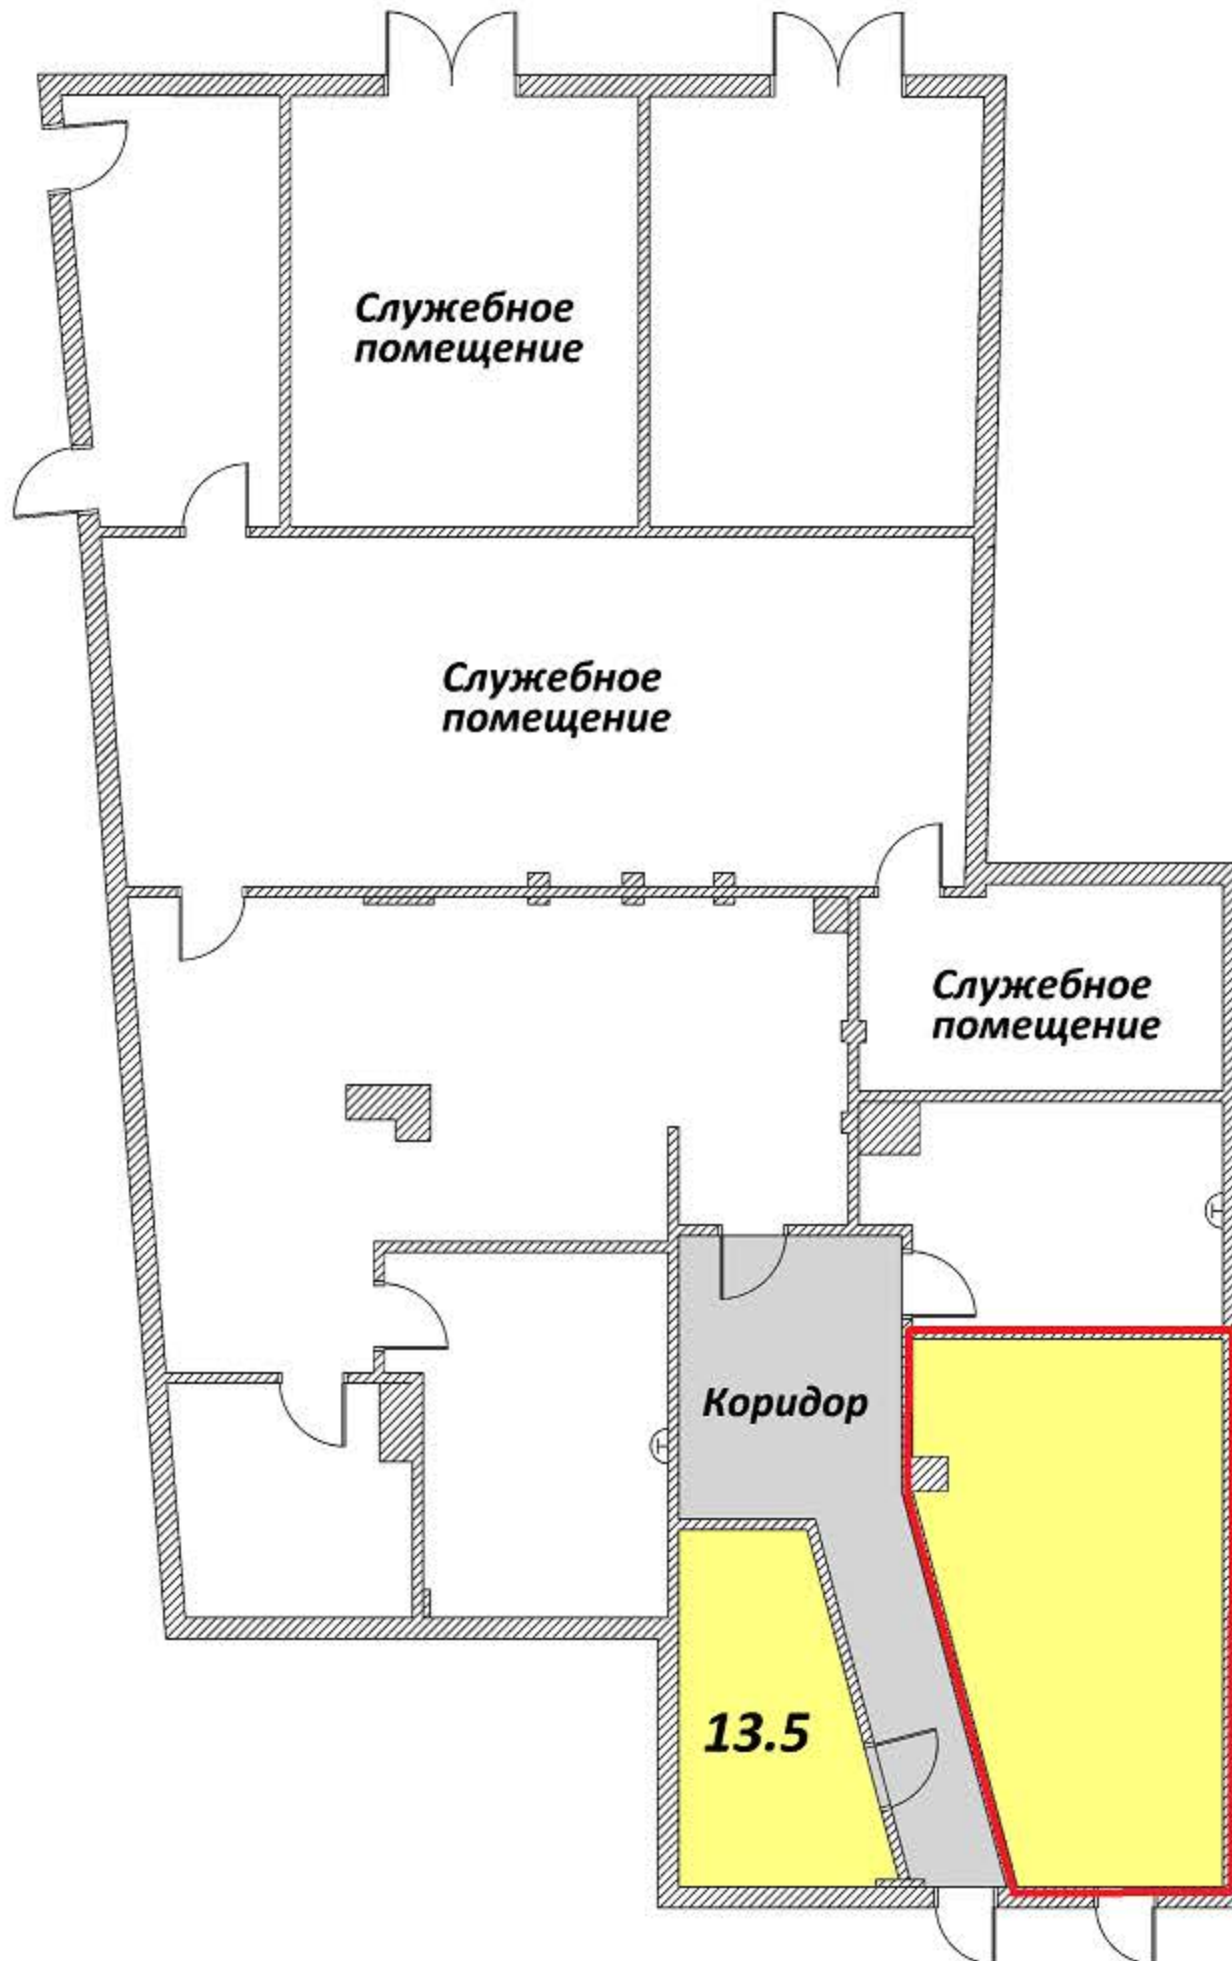 Служебное
помещение
Служебное
помещение
Служебное
помещение
Коридор
13.5